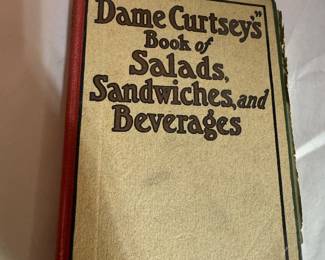 "Dame Curtsey's"
Book of
Salads,
Sandwiches, and
Beverages